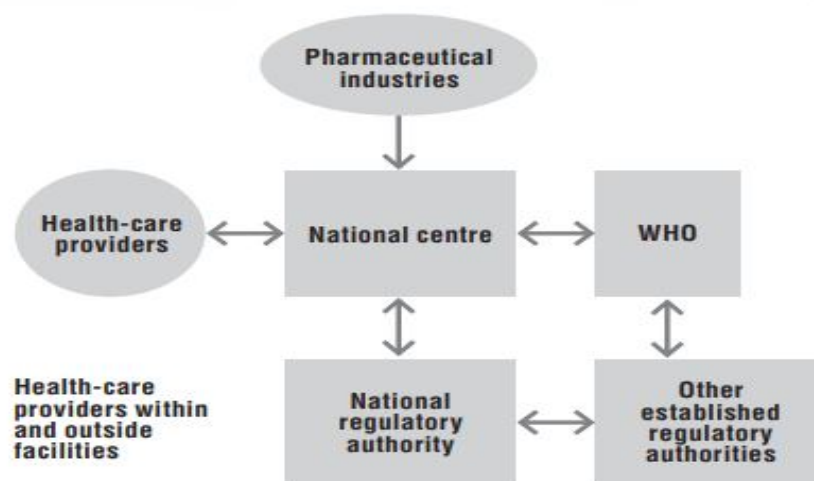 Pharmaceutical
industries
Health-care
providers
National centre
WHO
Health-care
providers within
and outside
facilities
National
regulatory
authority
Other
established
regulatory
authorities